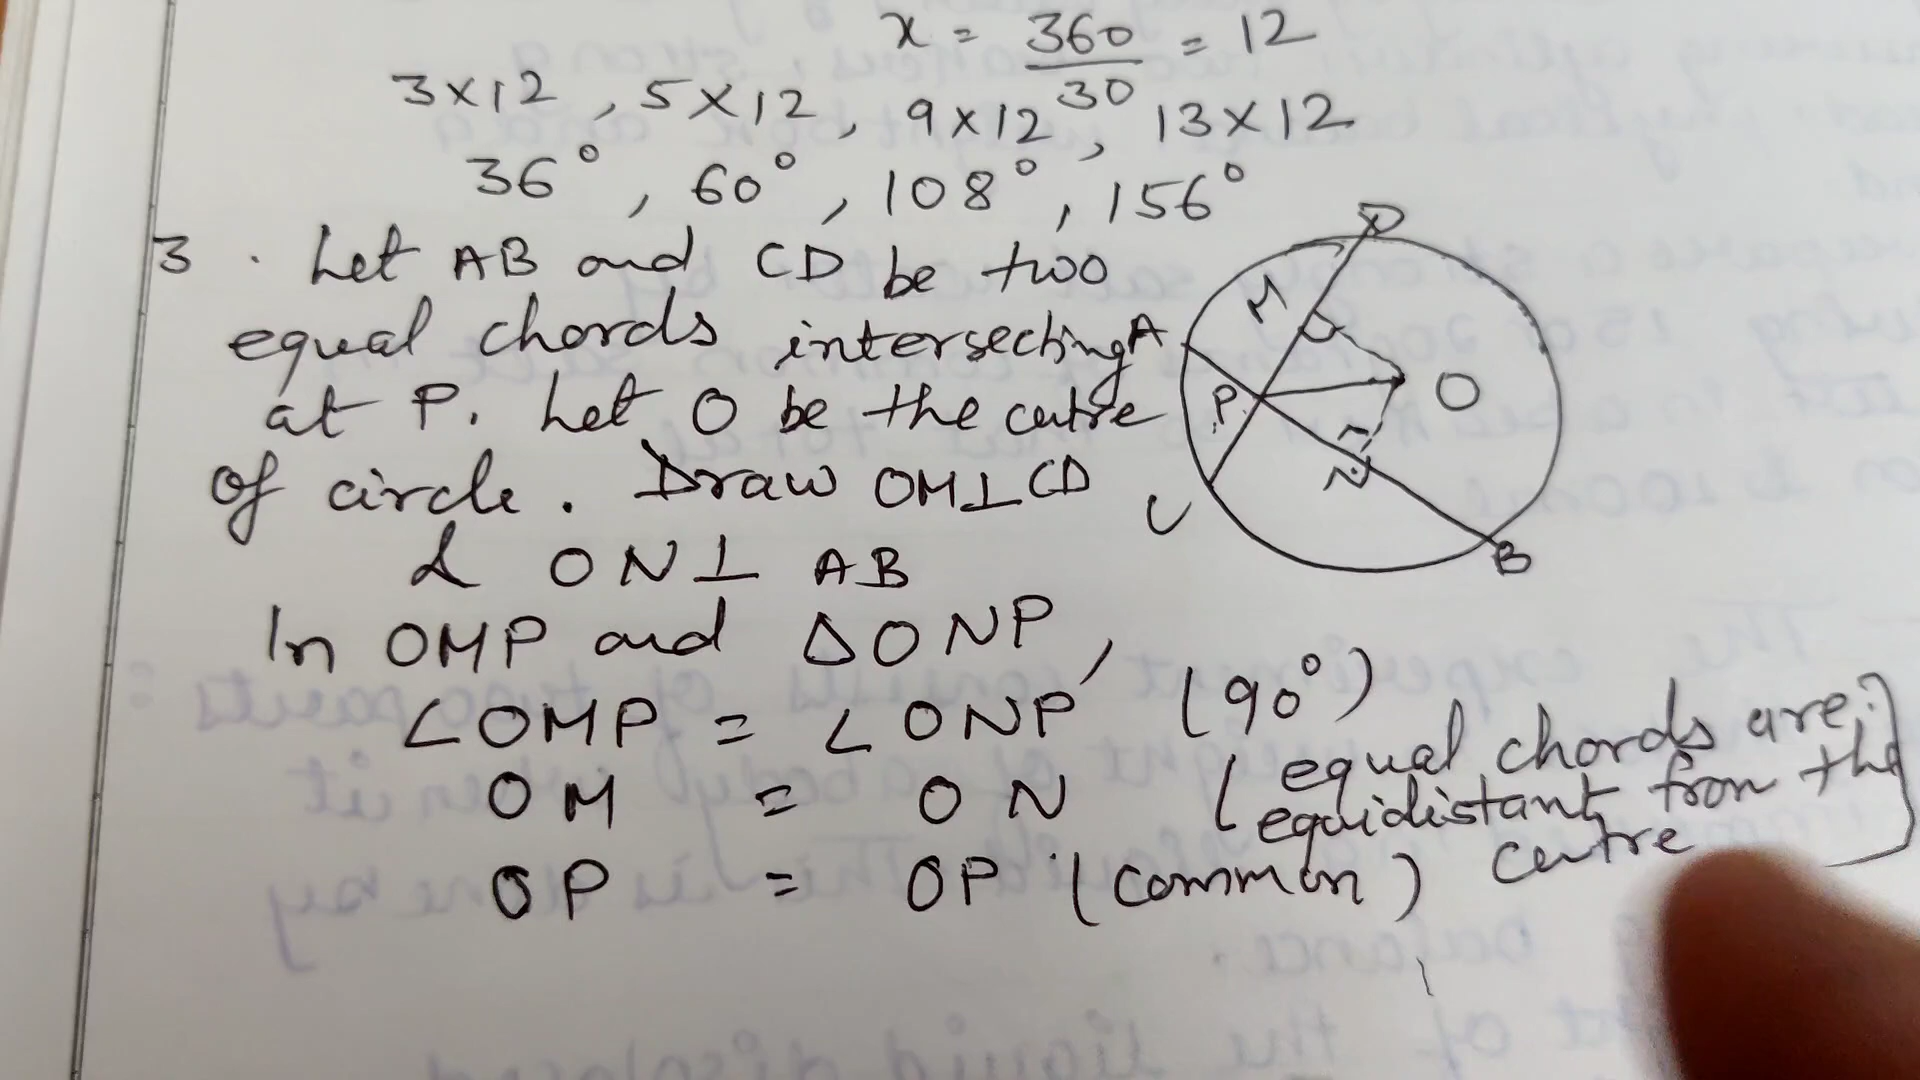 x = 360/30 = 12
3×12 , 5×12 , 9×12 , 13×12
36° , 60° , 108° , 156°
3 . Let AB and CD be two
equal chords intersecting
at P. Let O be the centre
of circle . Draw OM⊥CD
& ON⊥ AB
In OMP and ΔONP ,
∠OMP = ∠ONP (90°)
OM = ON (equal chords are
equidistant from the
centre
OP = OP (common)
D
M
A
P
O
N
C
B